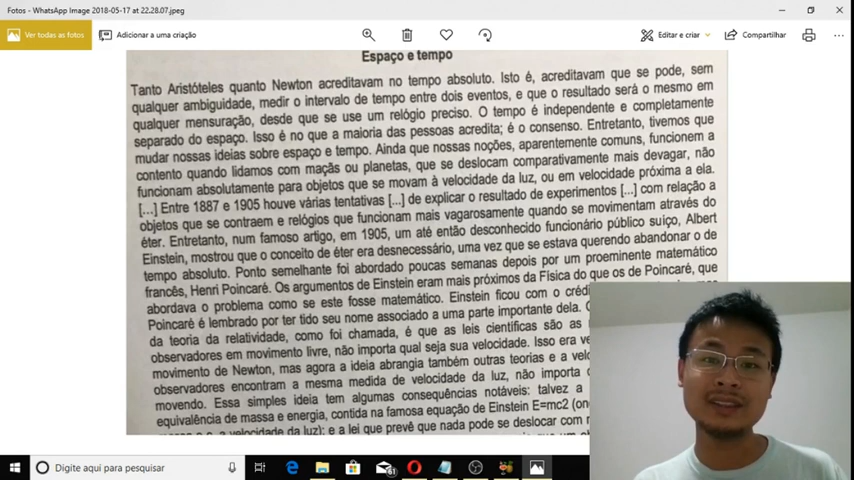 Fotos - WhatsApp Image 2018-05-17 at 22.28.07.jpeg
Ver todas as fotos
Adicionar a uma criação
Editar e criar
Compartilhar
Espaço e tempo
Tanto Aristóteles quanto Newton acreditavam no tempo absoluto. Isto é, acreditavam que se pode, sem
qualquer ambiguidade, medir o intervalo de tempo entre dois eventos, e que o resultado será o mesmo em
qualquer mensuração, desde que se use um relógio preciso. O tempo é independente e completamente
separado do espaço. Isso é no que a maioria das pessoas acredita; é o consenso. Entretanto, tivemos que
mudar nossas ideias sobre espaço e tempo. Ainda que nossas noções, aparentemente comuns, funcionem a
contento quando lidamos com maçãs ou planetas, que se deslocam comparativamente mais devagar, não
funcionam absolutamente para objetos que se movam à velocidade da luz, ou em velocidade próxima a ela.
[...] Entre 1887 e 1905 houve várias tentativas [...] de explicar o resultado de experimentos [...] com relação a
objetos que se contraem e relógios que funcionam mais vagarosamente quando se movimentam através do
éter. Entretanto, num famoso artigo, em 1905, um até então desconhecido funcionário público suíço, Albert
Einstein, mostrou que o conceito de éter era desnecessário, uma vez que se estava querendo abandonar o de
tempo absoluto. Ponto semelhante foi abordado poucas semanas depois por um proeminente matemático
francês, Henri Poincaré. Os argumentos de Einstein eram mais próximos da Física do que os de Poincaré, que
abordava o problema como se este fosse matemático. Einstein ficou com o
Poincaré é lembrado por ter tido seu nome associado a uma parte importante dela.
da teoria da relatividade, como foi chamada, é que as leis científicas são as
observadores em movimento livre, não importa qual seja sua velocidade. Isso era
movimento de Newton, mas agora a ideia abrangia também outras teorias e a
observadores encontram a mesma medida de velocidade da luz, não importa
movendo. Essa simples ideia tem algumas consequências notáveis: talvez a
equivalência de massa e energia, contida na famosa equação de Einstein E=mc2
a velocidade da luz); e a lei que prevê que nada pode se deslocar com
Digite aqui para pesquisar
61